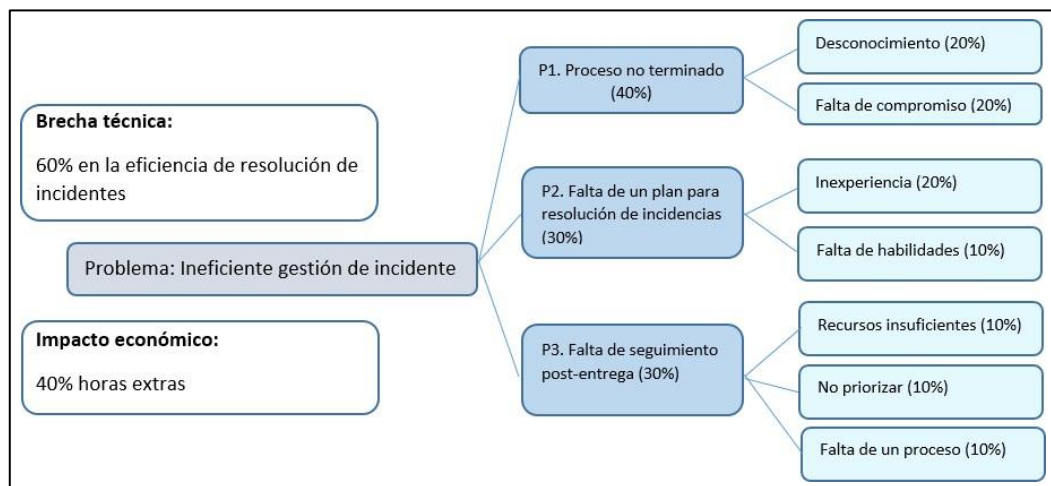 Brecha técnica:
60% en la eficiencia de resolución de
incidentes
Problema: Ineficiente gestión de incidente
Impacto económico:
40% horas extras
P1. Proceso no terminado
(40%)
Desconocimiento (20%)
Falta de compromiso (20%)
P2. Falta de un plan para
resolución de incidencias
(30%)
Inexperiencia (20%)
Falta de habilidades (10%)
P3. Falta de seguimiento
post-entrega (30%)
Recursos insuficientes (10%)
No priorizar (10%)
Falta de un proceso (10%)